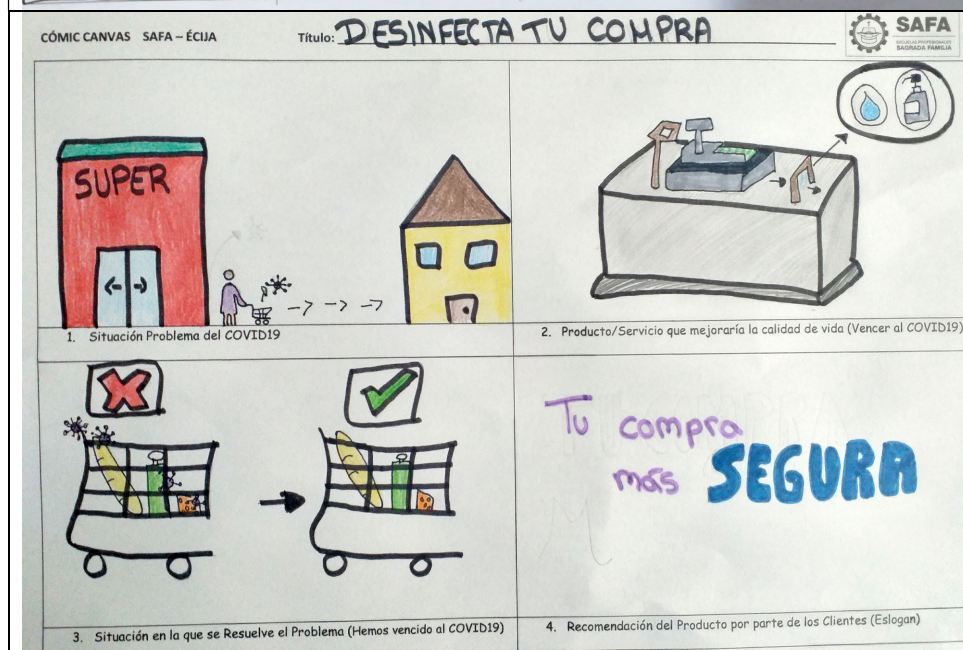 CÓMIC CANVAS SAFA – ÉCIJA
Título: DESINFECTA TU COMPRA
SAFA
ESCUELAS PROFESIONALES
SAGRADA FAMILIA
SUPER
1. Situación Problema del COVID19
2. Producto/Servicio que mejoraría la calidad de vida (Vencer al COVID19)
Tu compra
más SEGURA
3. Situación en la que se Resuelve el Problema (Hemos vencido al COVID19)
4. Recomendación del Producto por parte de los Clientes (Eslogan)